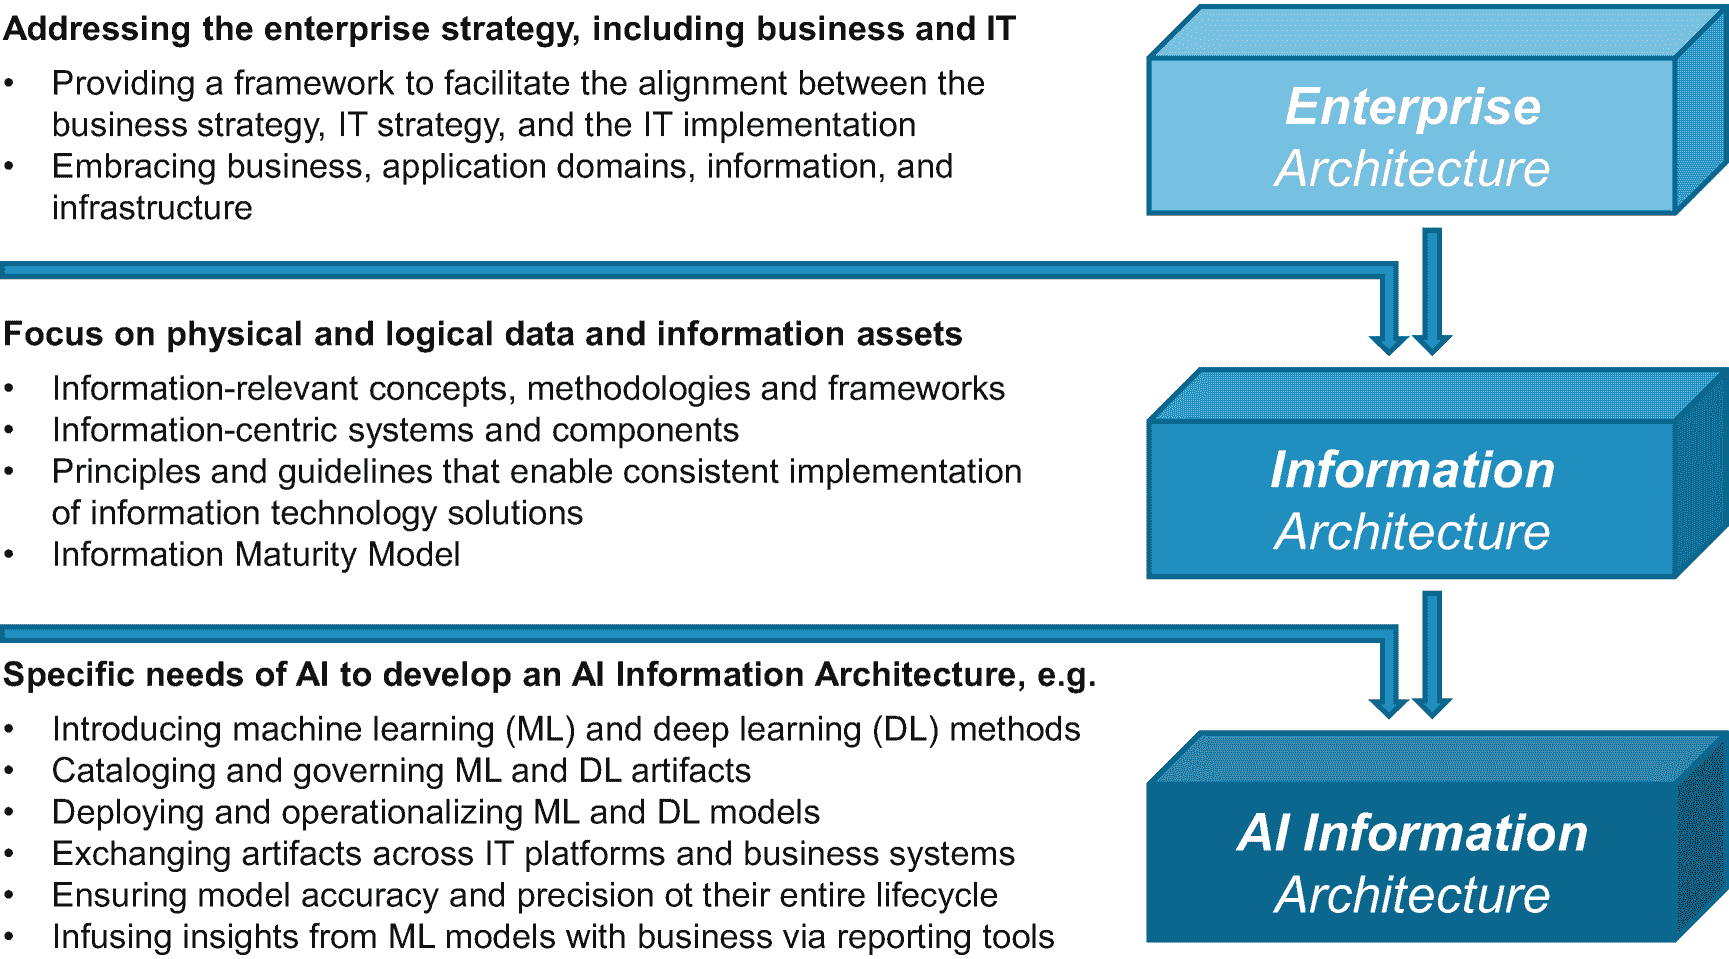 Addressing the enterprise strategy, including business and IT
• Providing a framework to facilitate the alignment between the
business strategy, IT strategy, and the IT implementation
• Embracing business, application domains, information, and
infrastructure
Enterprise
Architecture
Focus on physical and logical data and information assets
• Information-relevant concepts, methodologies and frameworks
• Information-centric systems and components
• Principles and guidelines that enable consistent implementation
of information technology solutions
• Information Maturity Model
Information
Architecture
Specific needs of AI to develop an AI Information Architecture, e.g.
• Introducing machine learning (ML) and deep learning (DL) methods
• Cataloging and governing ML and DL artifacts
• Deploying and operationalizing ML and DL models
• Exchanging artifacts across IT platforms and business systems
• Ensuring model accuracy and precision ot their entire lifecycle
• Infusing insights from ML models with business via reporting tools
AI Information
Architecture